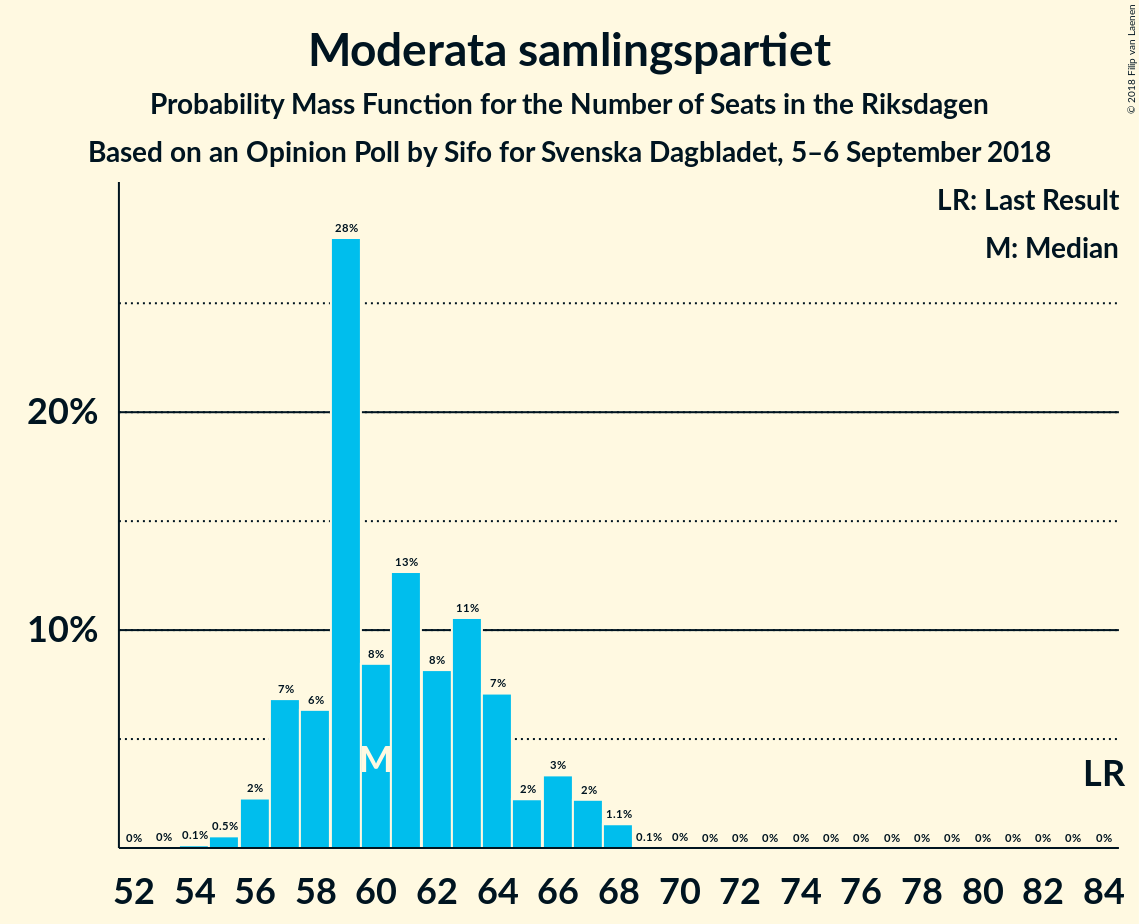 Moderata samlingspartiet
Probability Mass Function for the Number of Seats in the Riksdagen
Based on an Opinion Poll by Sifo for Svenska Dagbladet, 5–6 September 2018
© 2018 Filip van Laenen
LR: Last Result
M: Median
28%
20%
13%
11%
10%
8%
8%
7%
7%
6%
M
3%
LR
2%
2%
2%
1.1%
0.5%
0% 0% 0.1% 0.1% 0% 0% 0% 0% 0% 0% 0% 0% 0% 0% 0% 0% 0% 0%
52 54 56 58 60 62 64 66 68 70 72 74 76 78 80 82 84